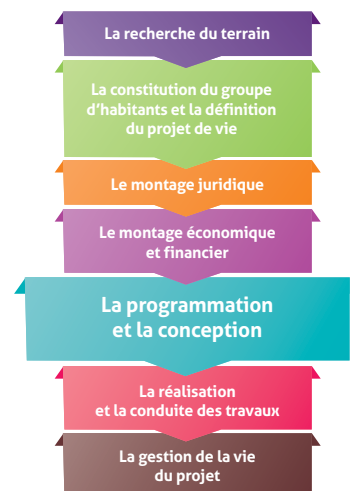 La recherche du terrain
La constitution du groupe
d'habitants et la définition
du projet de vie
Le montage juridique
Le montage économique
et financier
La programmation
et la conception
La réalisation
et la conduite des travaux
La gestion de la vie
du projet